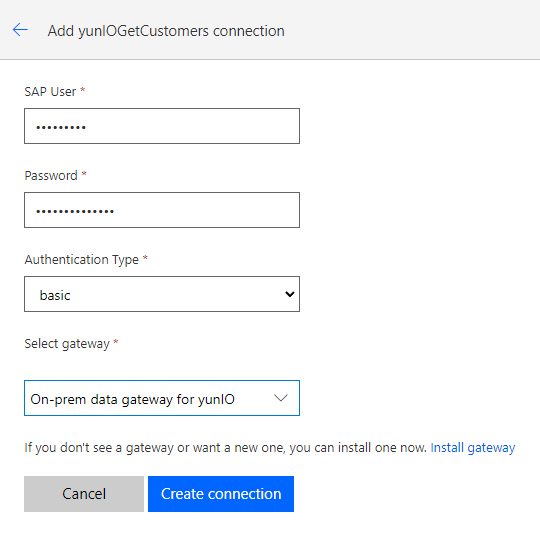 Add yunIOGetCustomers connection
SAP User *
•••••••••
Password *
••••••••••••••
Authentication Type *
basic
Select gateway *
On-prem data gateway for yunIO
If you don't see a gateway or want a new one, you can install one now. Install gateway
Cancel Create connection